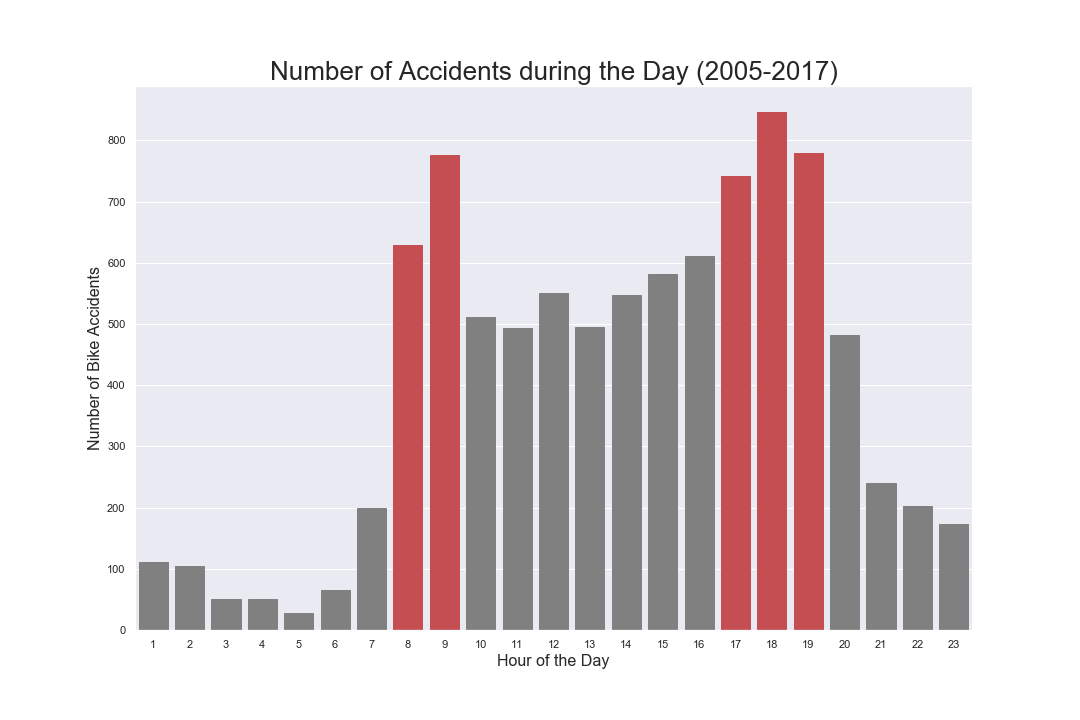 Number of Accidents during the Day (2005-2017)
Number of Bike Accidents
800
700
600
500
400
300
200
100
0
1 2 3 4 5 6 7 8 9 10 11 12 13 14 15 16 17 18 19 20 21 22 23
Hour of the Day